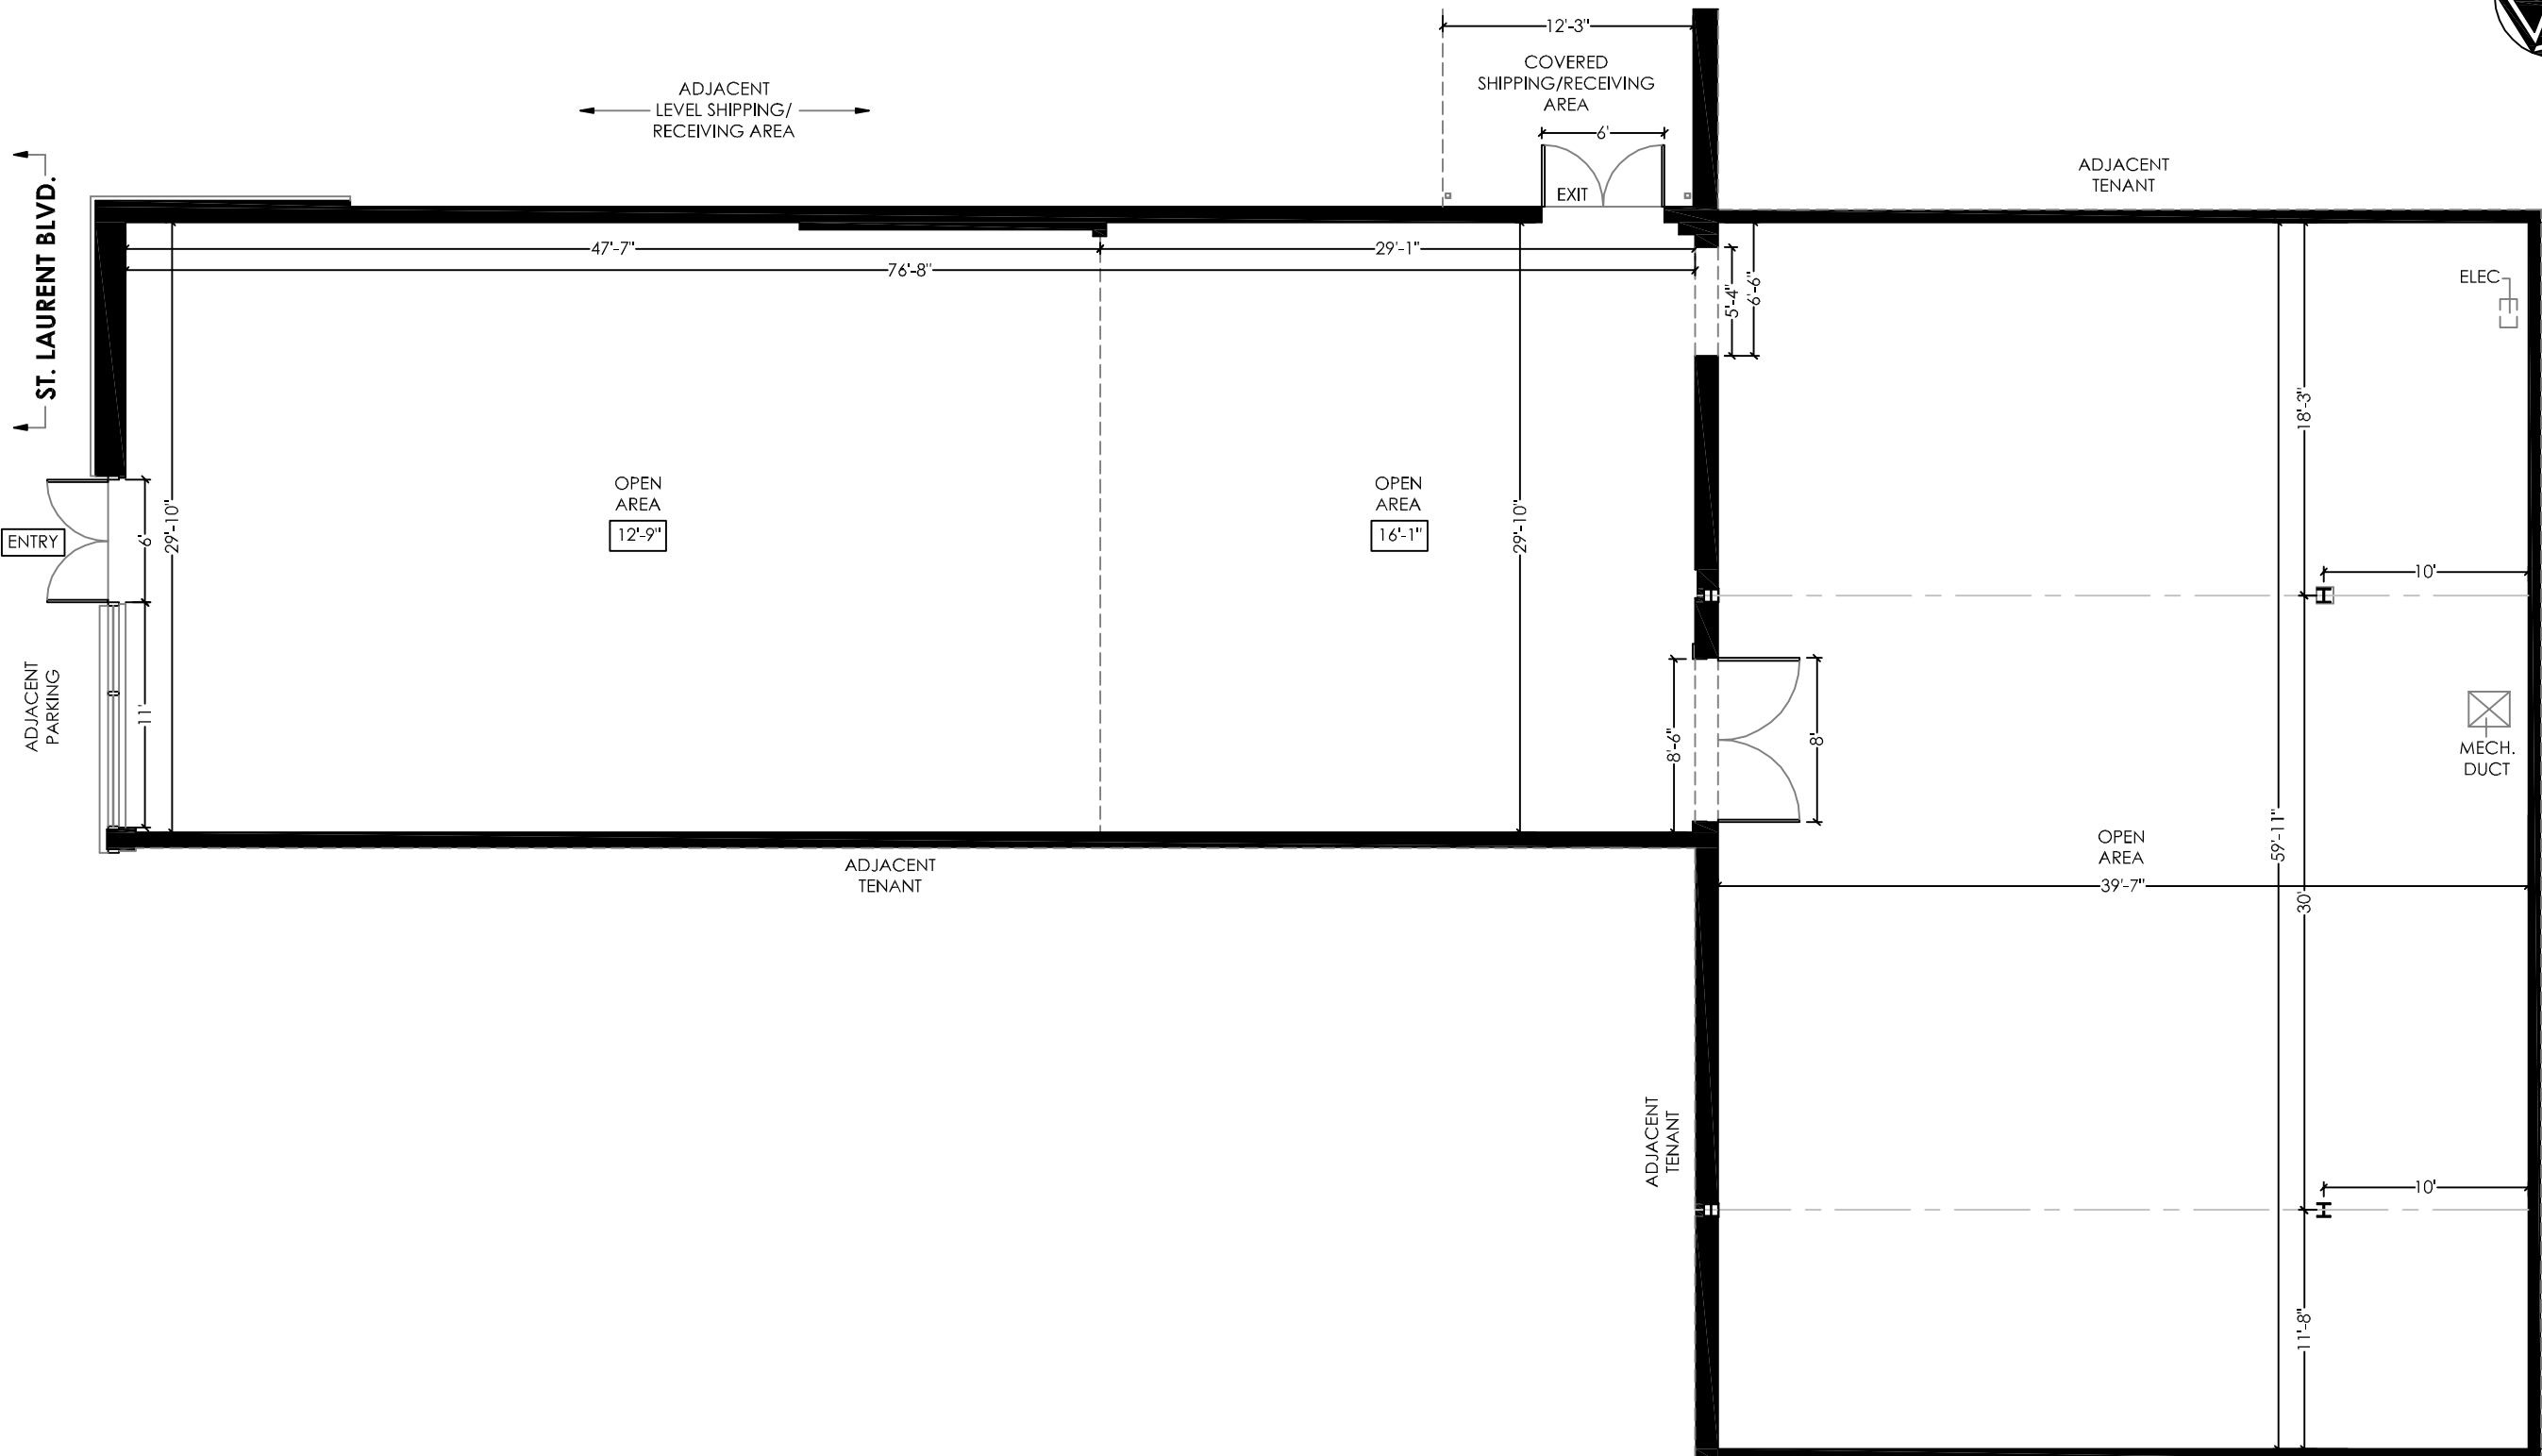 12'-3"
COVERED
SHIPPING/RECEIVING
AREA
ADJACENT
LEVEL SHIPPING/
RECEIVING AREA
6'
EXIT
ADJACENT
TENANT
ST. LAURENT BLVD.
47'-7"
29'-1"
76'-8"
5'-4"
6'-6"
ELEC
18'-3"
OPEN
AREA
12'-9"
OPEN
AREA
16'-1"
29'-10"
29'-10"
ENTRY
6'
10'
ADJACENT
PARKING
11'
8'-6"
8'
MECH.
DUCT
OPEN
AREA
59'-11"
39'-7"
30'
ADJACENT
TENANT
ADJACENT
TENANT
10'
11'-8"